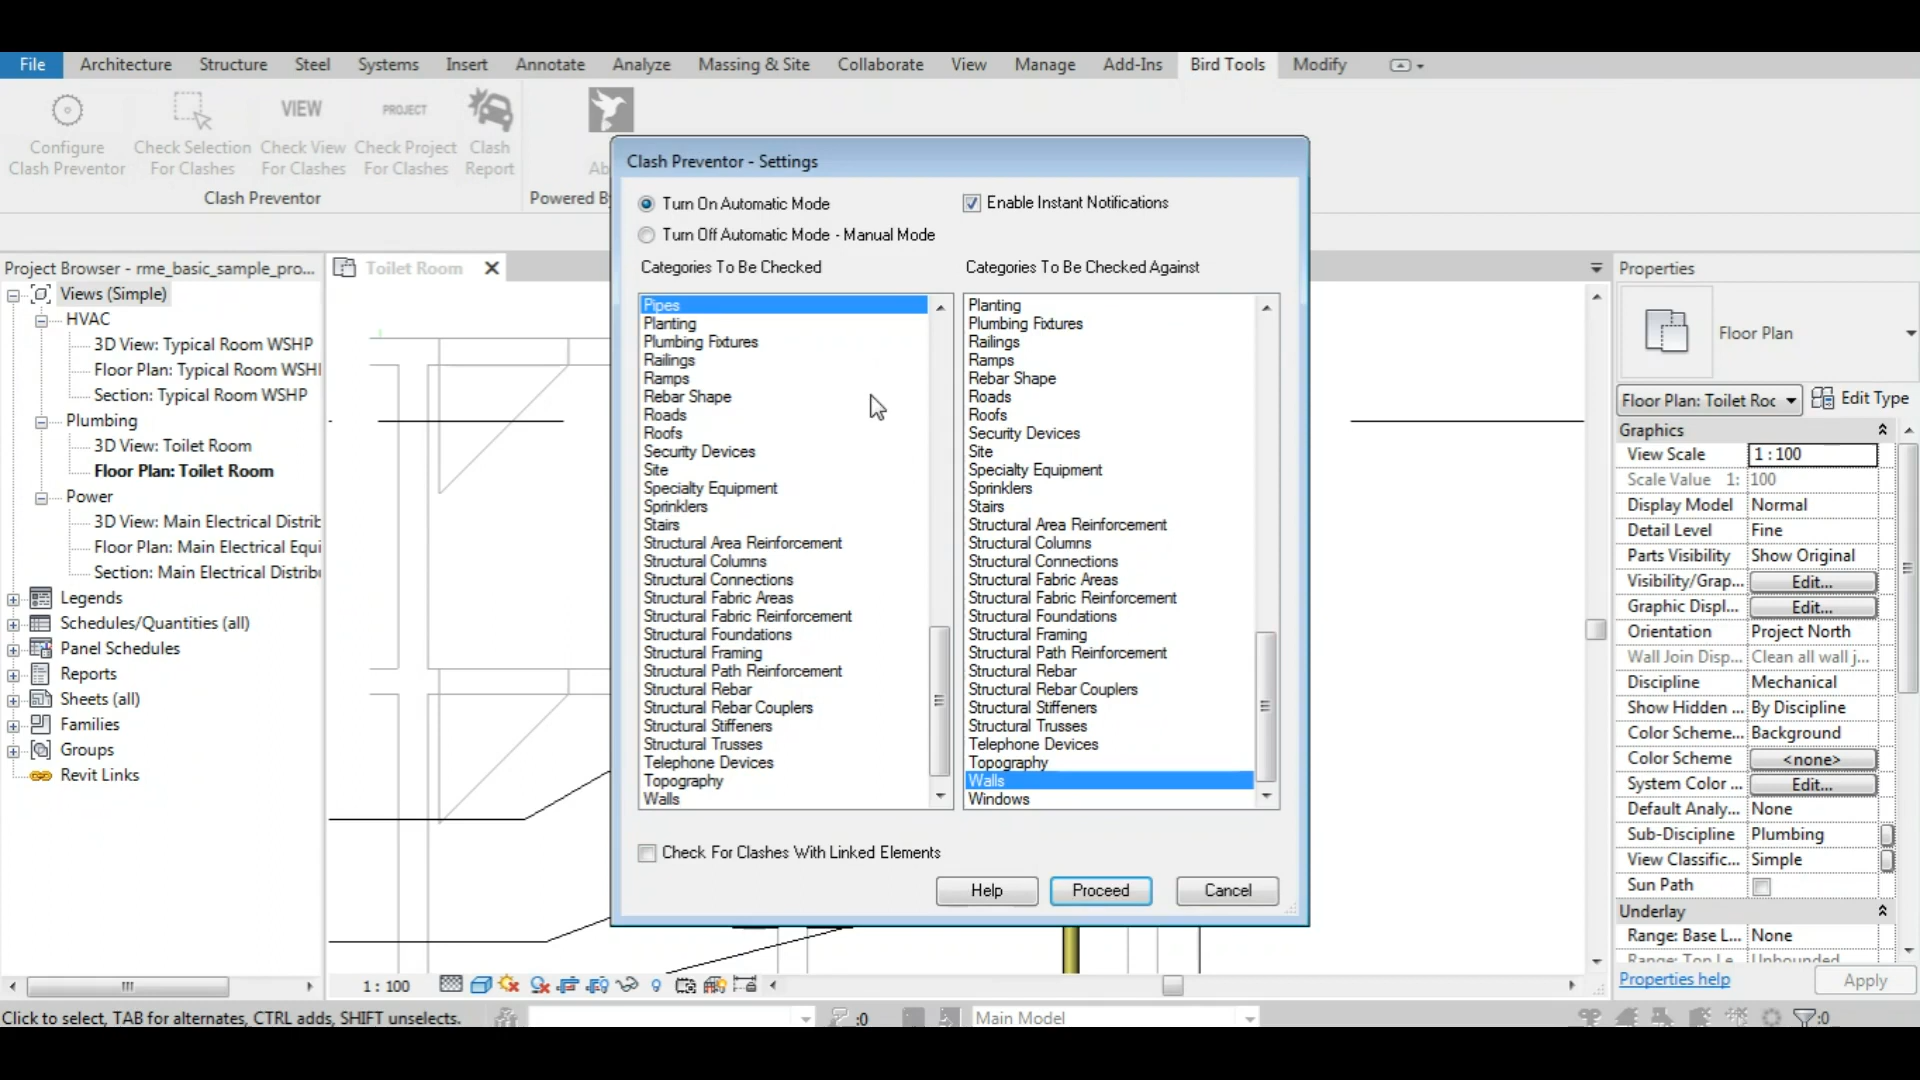 File Architecture Structure Steel Systems Insert Annotate Analyze Massing & Site Collaborate View Manage Add-Ins Bird Tools Modify
Configure
Clash Preventor
Check Selection
For Clashes
VIEW
Check View
For Clashes
PROJECT
Check Project
For Clashes
Clash
Report
Clash Preventor
Powered By
Project Browser - rme_basic_sample_pro...
Views (Simple)
HVAC
3D View: Typical Room WSHP
Floor Plan: Typical Room WSHI
Section: Typical Room WSHP
Plumbing
3D View: Toilet Room
Floor Plan: Toilet Room
Power
3D View: Main Electrical Distrib
Floor Plan: Main Electrical Equi
Section: Main Electrical Distribu
Legends
Schedules/Quantities (all)
Panel Schedules
Reports
Sheets (all)
Families
Groups
Revit Links
Toilet Room
Clash Preventor - Settings
Turn On Automatic Mode
Enable Instant Notifications
Turn Off Automatic Mode - Manual Mode
Categories To Be Checked
Pipes
Planting
Plumbing Fixtures
Railings
Ramps
Rebar Shape
Roads
Roofs
Security Devices
Site
Specialty Equipment
Sprinklers
Stairs
Structural Area Reinforcement
Structural Columns
Structural Connections
Structural Fabric Areas
Structural Fabric Reinforcement
Structural Foundations
Structural Framing
Structural Path Reinforcement
Structural Rebar
Structural Rebar Couplers
Structural Stiffeners
Structural Trusses
Telephone Devices
Topography
Walls
Categories To Be Checked Against
Planting
Plumbing Fixtures
Railings
Ramps
Rebar Shape
Roads
Roofs
Security Devices
Site
Specialty Equipment
Sprinklers
Stairs
Structural Area Reinforcement
Structural Columns
Structural Connections
Structural Fabric Areas
Structural Fabric Reinforcement
Structural Foundations
Structural Framing
Structural Path Reinforcement
Structural Rebar
Structural Rebar Couplers
Structural Stiffeners
Structural Trusses
Telephone Devices
Topography
Walls
Windows
Check For Clashes With Linked Elements
Help Proceed Cancel
Properties
Floor Plan
Floor Plan: Toilet Roc Edit Type
Graphics
View Scale 1 : 100
Scale Value 1: 100
Display Model Normal
Detail Level Fine
Parts Visibility Show Original
Visibility/Grap... Edit...
Graphic Displ... Edit...
Orientation Project North
Wall Join Disp... Clean all wall j...
Discipline Mechanical
Show Hidden ... By Discipline
Color Scheme... Background
Color Scheme <none>
System Color ... Edit...
Default Analy... None
Sub-Discipline Plumbing
View Classific... Simple
Sun Path
Underlay
Range: Base L... None
Properties help Apply
1 : 100
Click to select, TAB for alternates, CTRL adds, SHIFT unselects.
:0
Main Model
:0